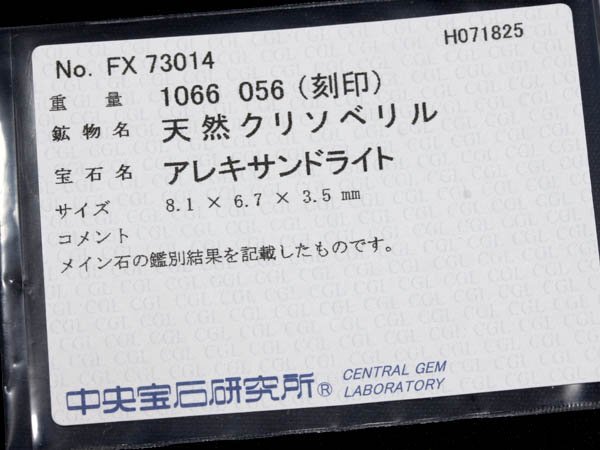 H071825
No. FX 73014
重量 1066 056 (刻印)
鉱物名 天然クリソベリル
宝石名 アレキサンドライト
サイズ 8.1 × 6.7 × 3.5 mm
コメント
メイン石の鑑別結果を記載したものです。
中央宝石研究所® CENTRAL GEM
LABORATORY